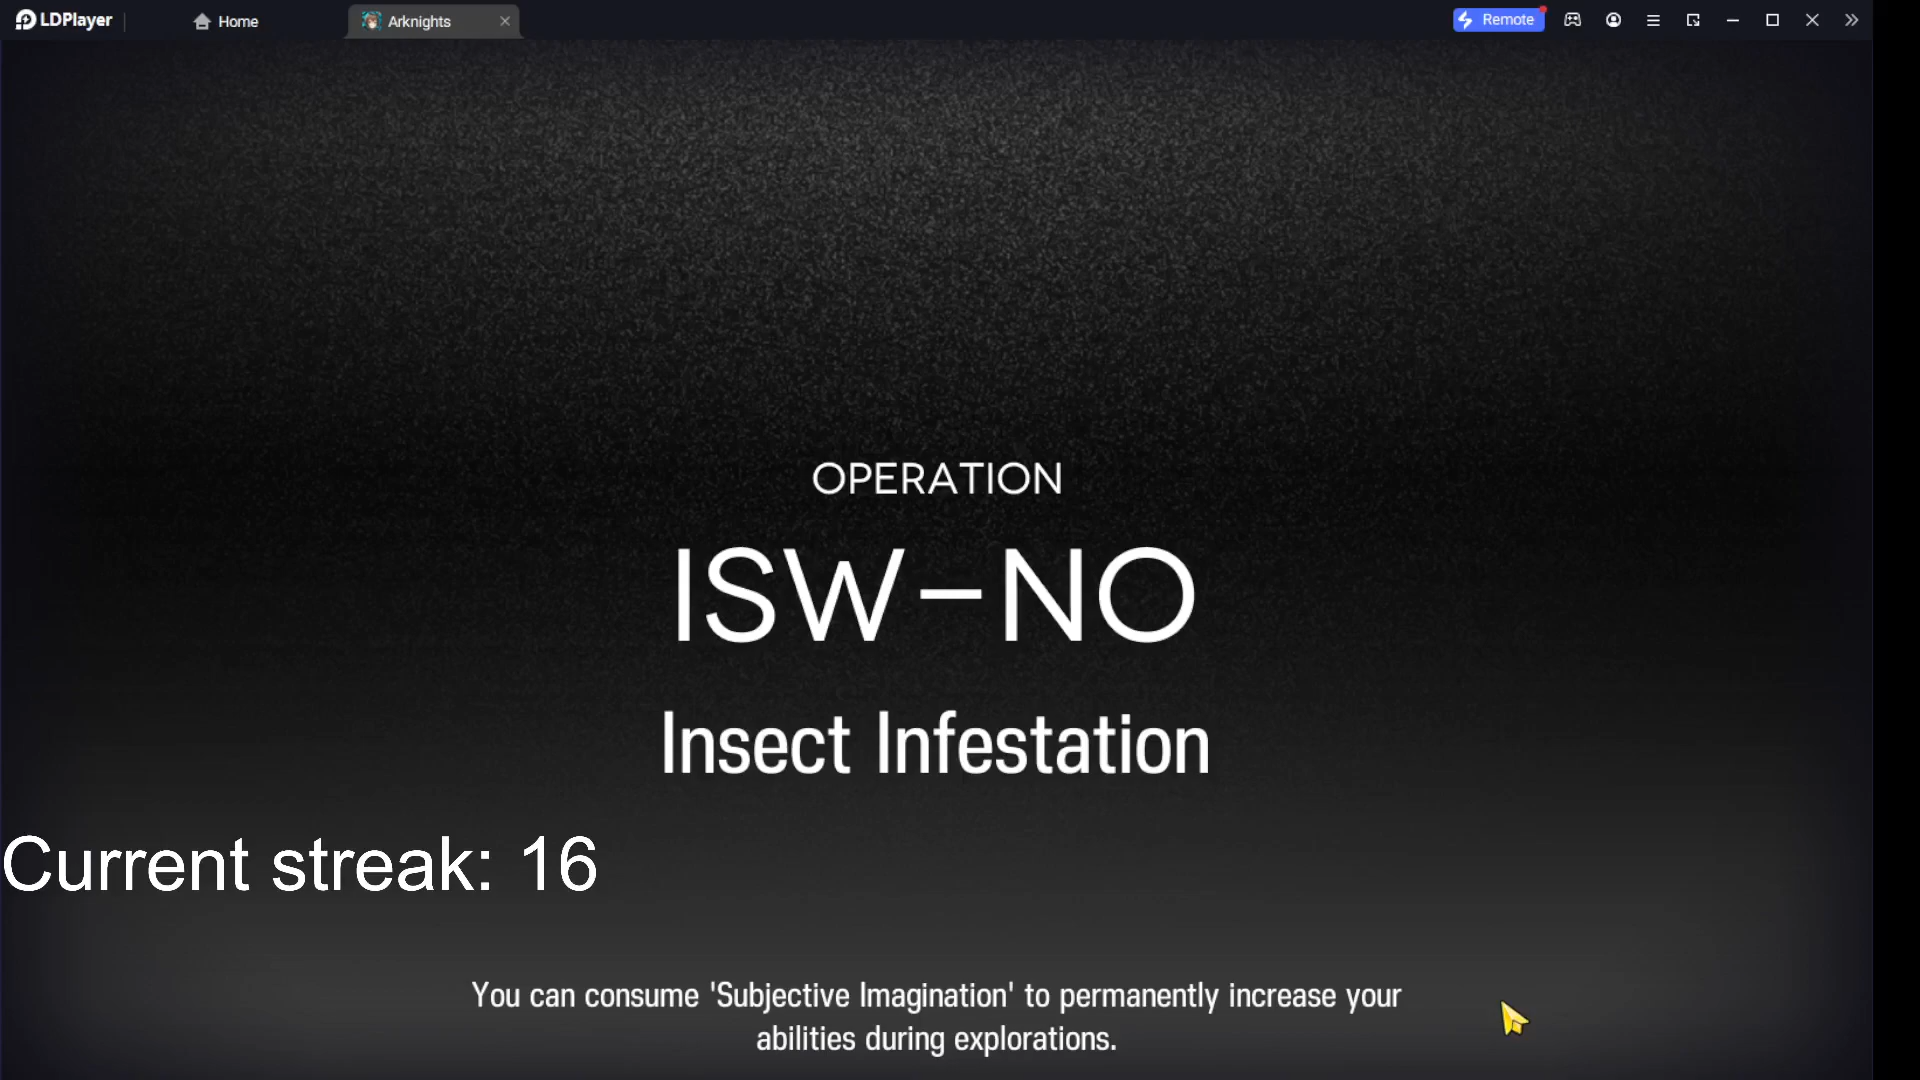 LDPlayer
Home
Arknights
Remote
OPERATION
ISW-NO
Insect Infestation
Current streak: 16
You can consume 'Subjective Imagination' to permanently increase your
abilities during explorations.